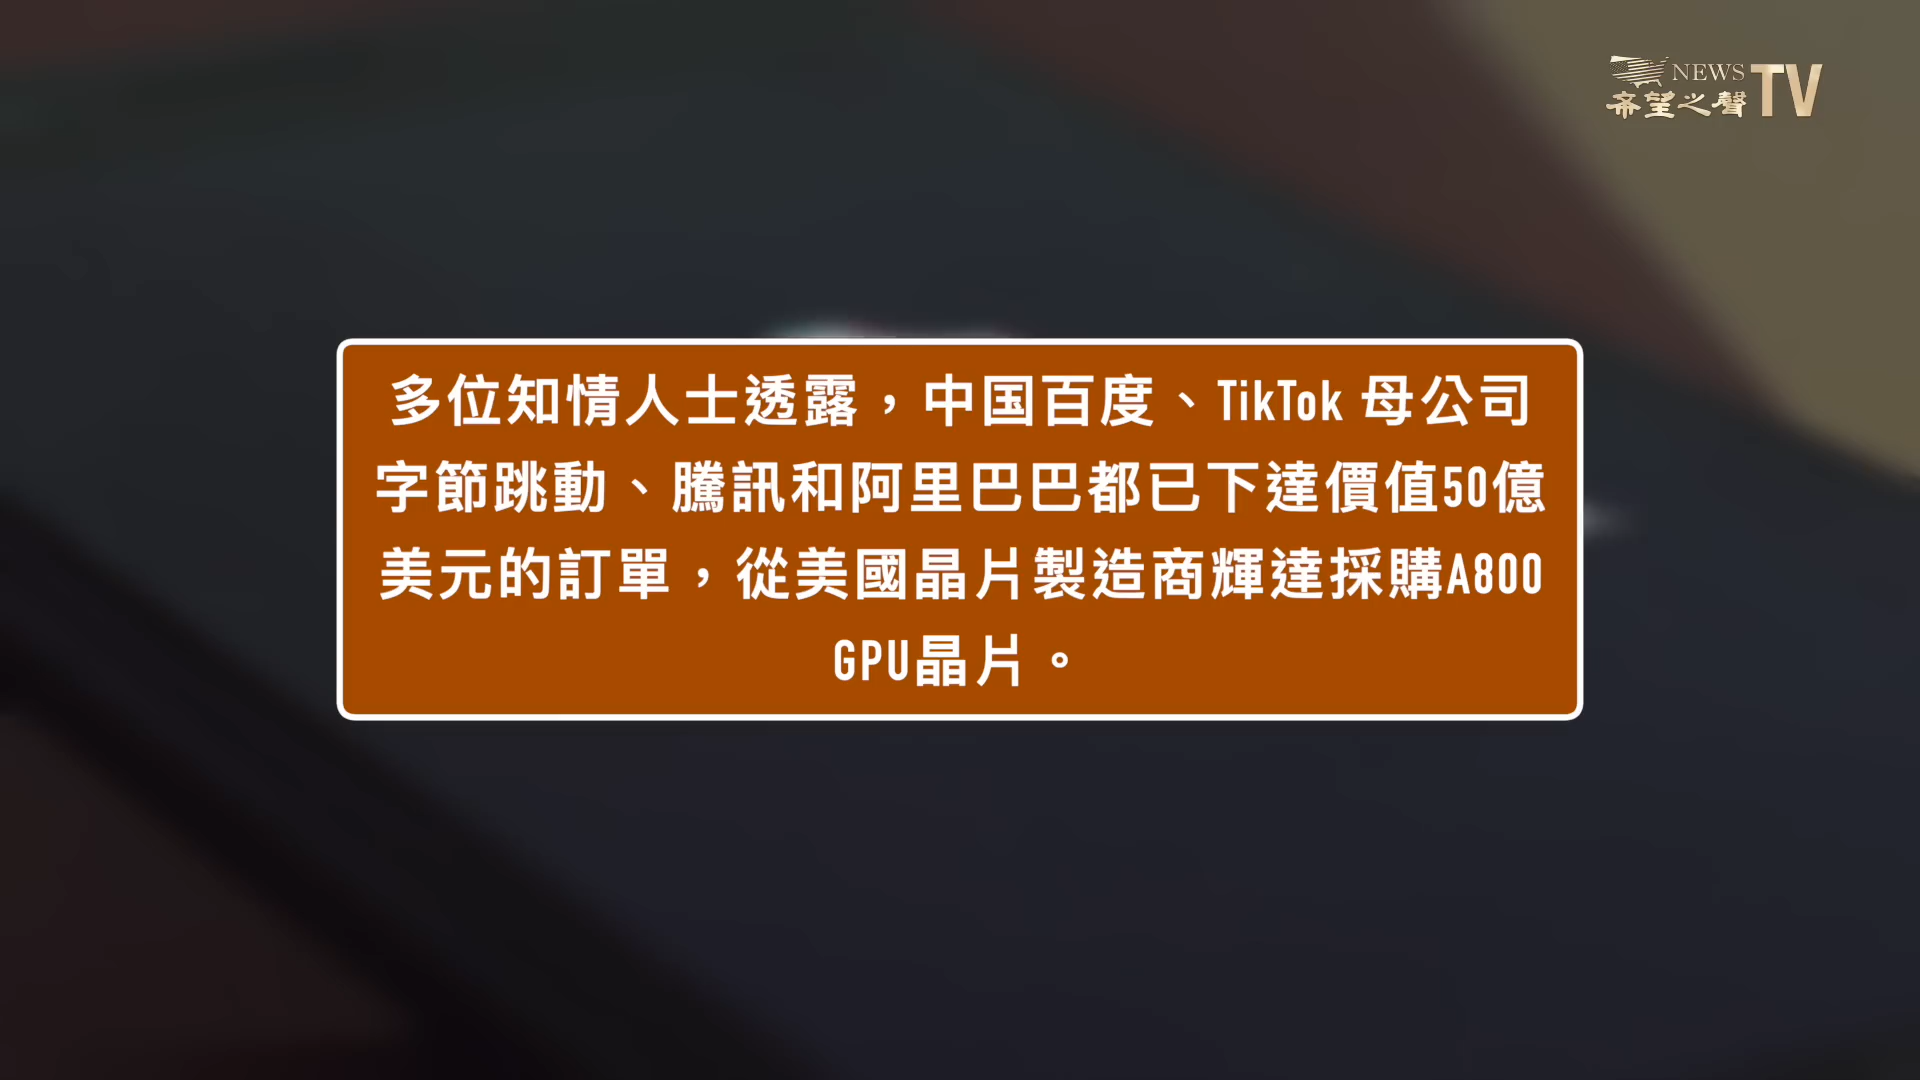 NEWS
希望之聲TV
多位知情人士透露，中国百度、TikTok 母公司
字節跳動、騰訊和阿里巴巴都已下達價值50億
美元的訂單，從美國晶片製造商輝達採購A800
GPU晶片。